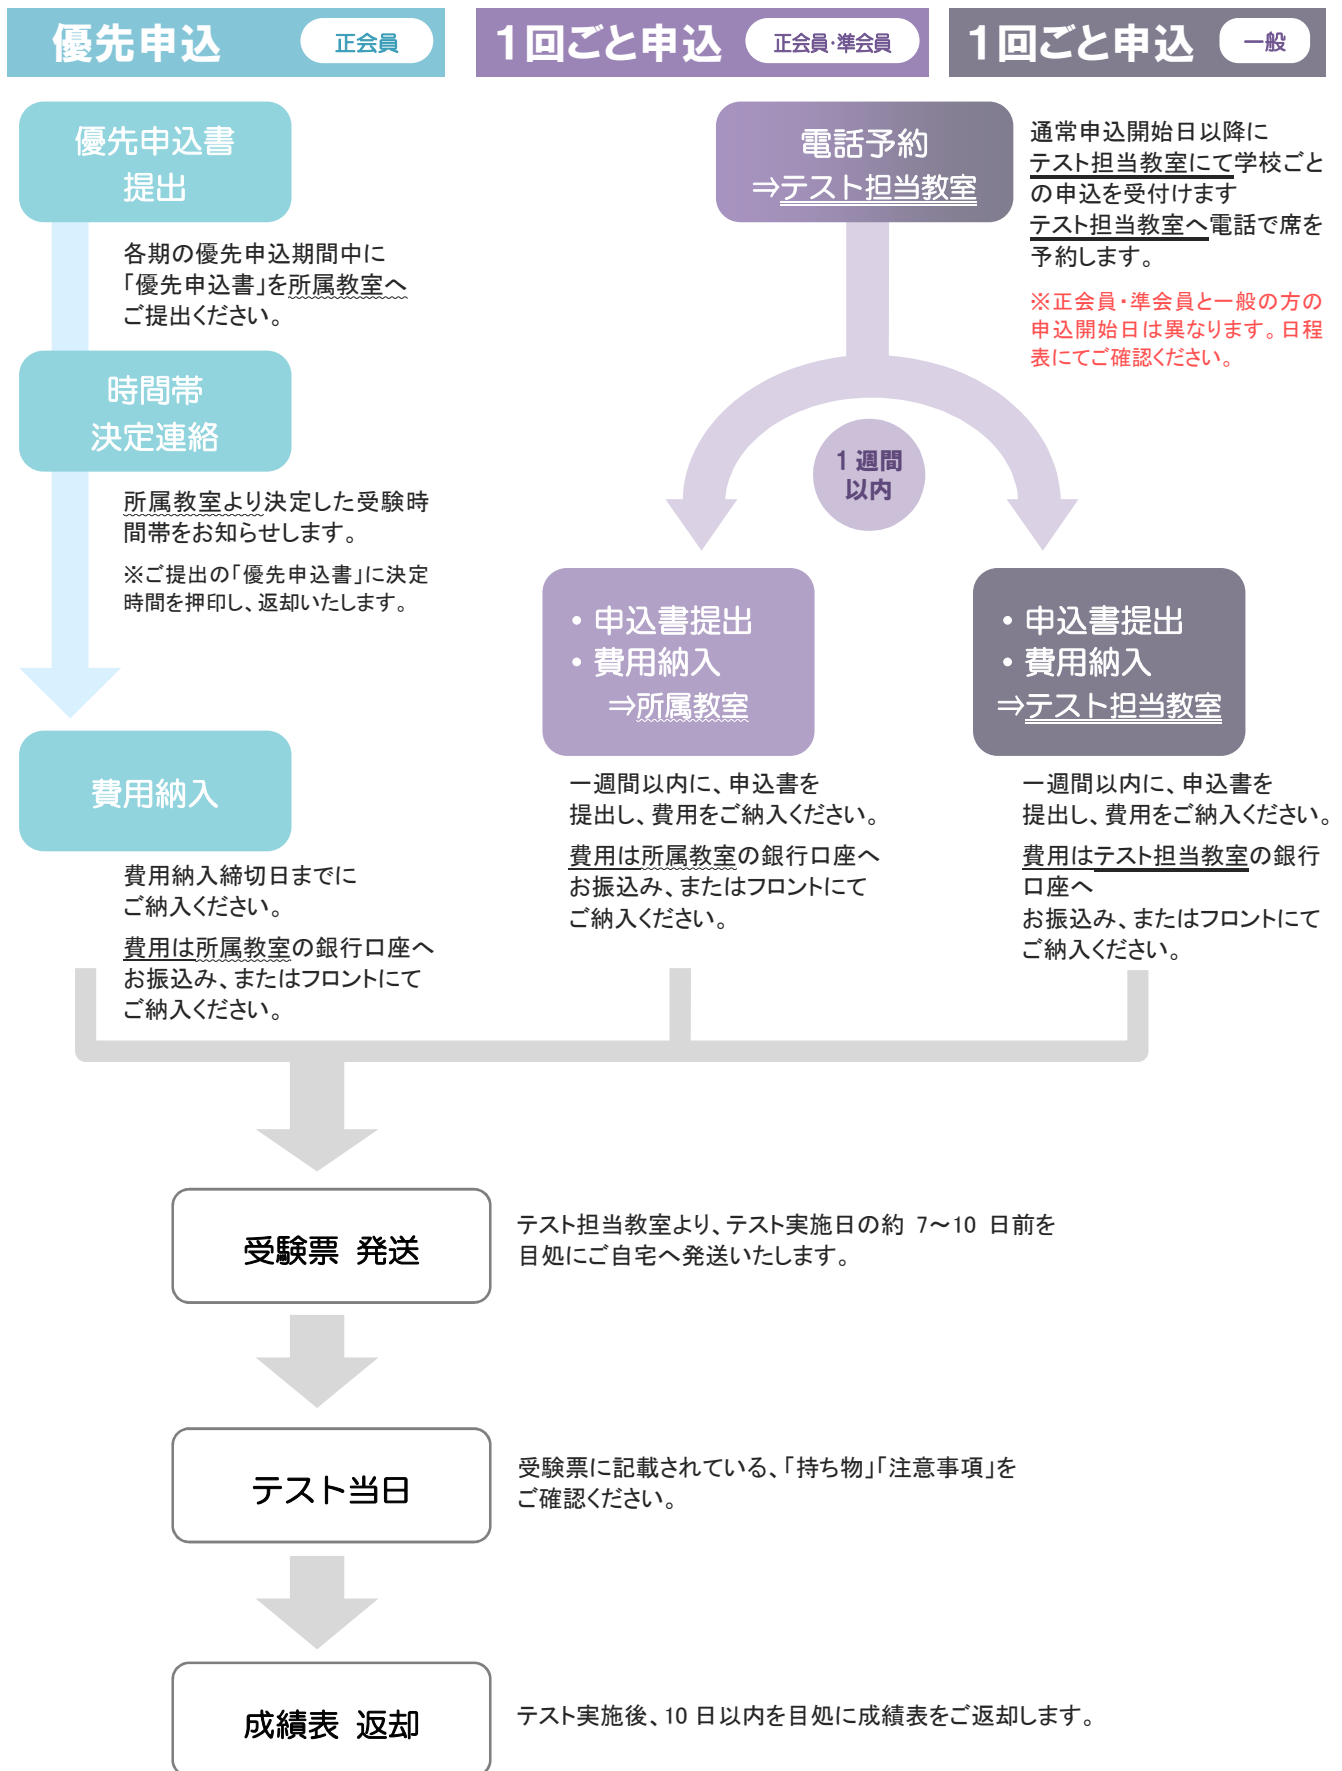 優先申込 正会員
優先申込書
提出
各期の優先申込期間中に
「優先申込書」を所属教室へ
ご提出ください。
時間帯
決定連絡
所属教室より決定した受験時
間帯をお知らせします。
※ご提出の「優先申込書」に決定
時間を押印し、返却いたします。
費用納入
費用納入締切日までに
ご納入ください。
費用は所属教室の銀行口座へ
お振込み、またはフロントにて
ご納入ください。
1回ごと申込 正会員・準会員
1回ごと申込 一般
電話予約
⇒テスト担当教室
通常申込開始日以降に
テスト担当教室にて学校ごと
の申込を受付けます
テスト担当教室へ電話で席を
予約します。
※正会員・準会員と一般の方の
申込開始日は異なります。日程
表にてご確認ください。
1 週間
以内
・申込書提出
・費用納入
⇒所属教室
一週間以内に、申込書を
提出し、費用をご納入ください。
費用は所属教室の銀行口座へ
お振込み、またはフロントにて
ご納入ください。
・申込書提出
・費用納入
⇒テスト担当教室
一週間以内に、申込書を
提出し、費用をご納入ください。
費用はテスト担当教室の銀行
口座へ
お振込み、またはフロントにて
ご納入ください。
受験票 発送
テスト担当教室より、テスト実施日の約 7～10 日前を
目処にご自宅へ発送いたします。
テスト当日
受験票に記載されている、「持ち物」「注意事項」を
ご確認ください。
成績表 返却
テスト実施後、10 日以内を目処に成績表をご返却します。